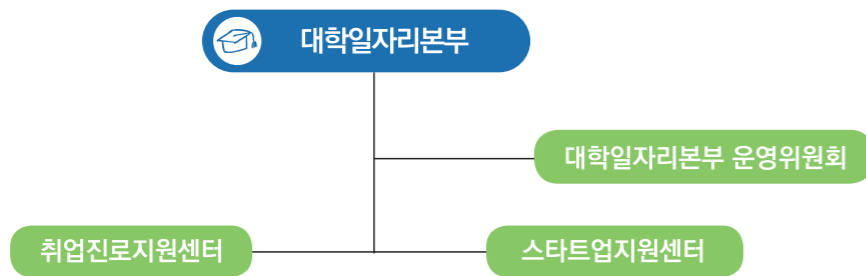 대학일자리본부
대학일자리본부 운영위원회
취업진로지원센터
스타트업지원센터